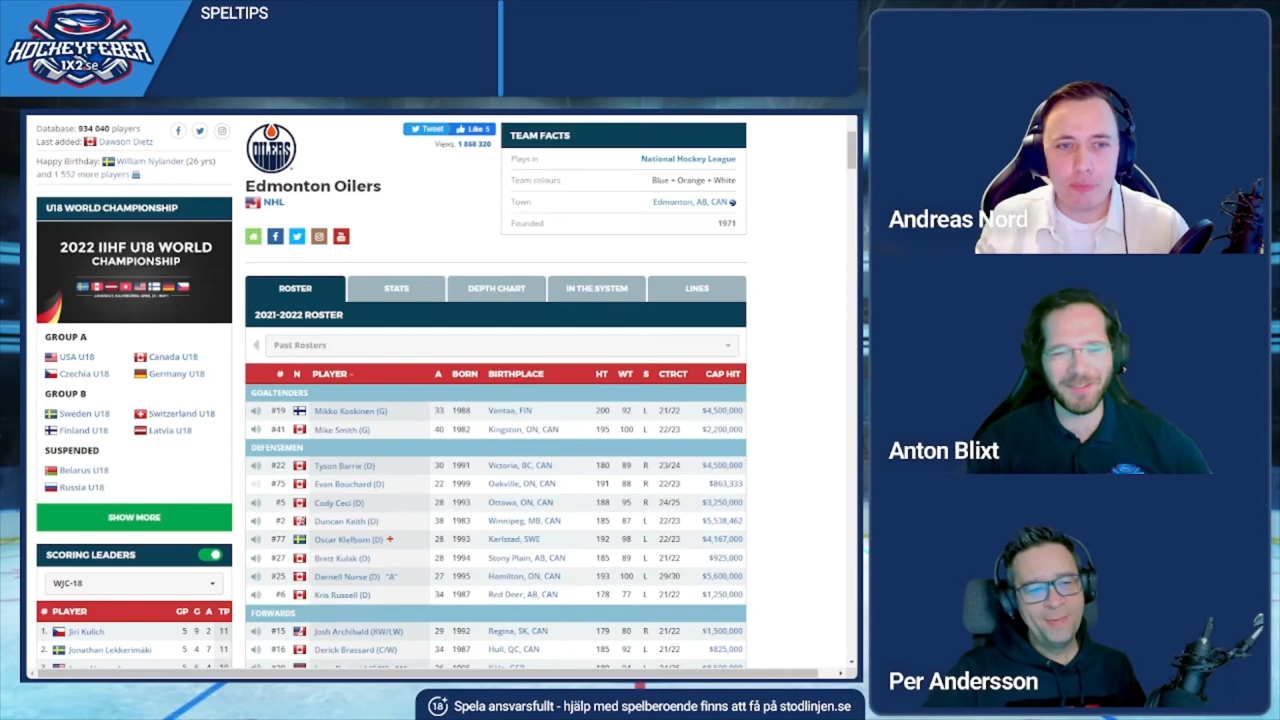 HOCKEYFEBER
1X2.se
SPELTIPS
Database: 934 040 players
Last added: Dawson Dietz
Happy Birthday: William Nylander (26 yrs)
and 1 552 more players
U18 WORLD CHAMPIONSHIP
2022 IIHF U18 WORLD
CHAMPIONSHIP
GROUP A
USA U18 Canada U18
Czechia U18 Germany U18
GROUP B
Sweden U18 Switzerland U18
Finland U18 Latvia U18
SUSPENDED
Belarus U18
Russia U18
SHOW MORE
SCORING LEADERS
WJC-18
# PLAYER GP G A TP
1. Jiri Kulich 5 9 2 11
2. Jonathan Lekkerimäki 5 4 7 11
OILERS
Edmonton Oilers
NHL
Tweet Like 5
Views: 1 868 320
TEAM FACTS
Plays in National Hockey League
Team colours Blue + Orange + White
Town Edmonton, AB, CAN
Founded 1971
ROSTER STATS DEPTH CHART IN THE SYSTEM LINES
2021-2022 ROSTER
Past Rosters
# N PLAYER A BORN BIRTHPLACE HT WT S CTRCT CAP HIT
GOALTENDERS
#19 Mikko Koskinen (G) 33 1988 Vantaa, FIN 200 92 L 21/22 $4,500,000
#41 Mike Smith (G) 40 1982 Kingston, ON, CAN 195 100 L 22/23 $2,200,000
DEFENSEMEN
#22 Tyson Barrie (D) 30 1991 Victoria, BC, CAN 180 89 R 23/24 $4,500,000
#75 Evan Bouchard (D) 22 1999 Oakville, ON, CAN 191 88 R 22/23 $863,333
#5 Cody Ceci (D) 28 1993 Ottawa, ON, CAN 188 95 R 24/25 $3,250,000
#2 Duncan Keith (D) 38 1983 Winnipeg, MB, CAN 185 87 L 22/23 $5,538,462
#77 Oscar Klefbom (D) 28 1993 Karlstad, SWE 192 98 L 22/23 $4,167,000
#27 Brett Kulak (D) 28 1994 Stony Plain, AB, CAN 185 89 L 21/22 $925,000
#25 Darnell Nurse (D) "A" 27 1995 Hamilton, ON, CAN 193 100 L 29/30 $5,600,000
#6 Kris Russell (D) 34 1987 Red Deer, AB, CAN 178 77 L 21/22 $1,250,000
FORWARDS
#15 Josh Archibald (RW/LW) 29 1992 Regina, SK, CAN 179 80 R 21/22 $1,500,000
#16 Derick Brassard (C/W) 34 1987 Hull, QC, CAN 185 92 L 21/22 $825,000
Andreas Nord
Anton Blixt
Per Andersson
18+ Spela ansvarsfullt - hjälp med spelberoende finns att få på stodlinjen.se